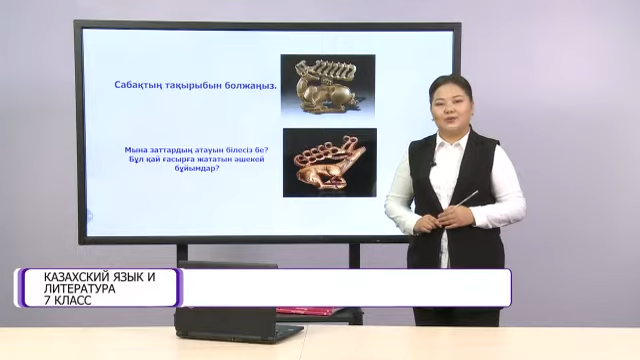 Сабақтың тақырыбын болжаңыз.
Мына заттардың атауын білесіз бе?
Бұл қай ғасырға жататын әшекей
бұйымдар?
КАЗАХСКИЙ ЯЗЫК И
ЛИТЕРАТУРА
7 КЛАСС